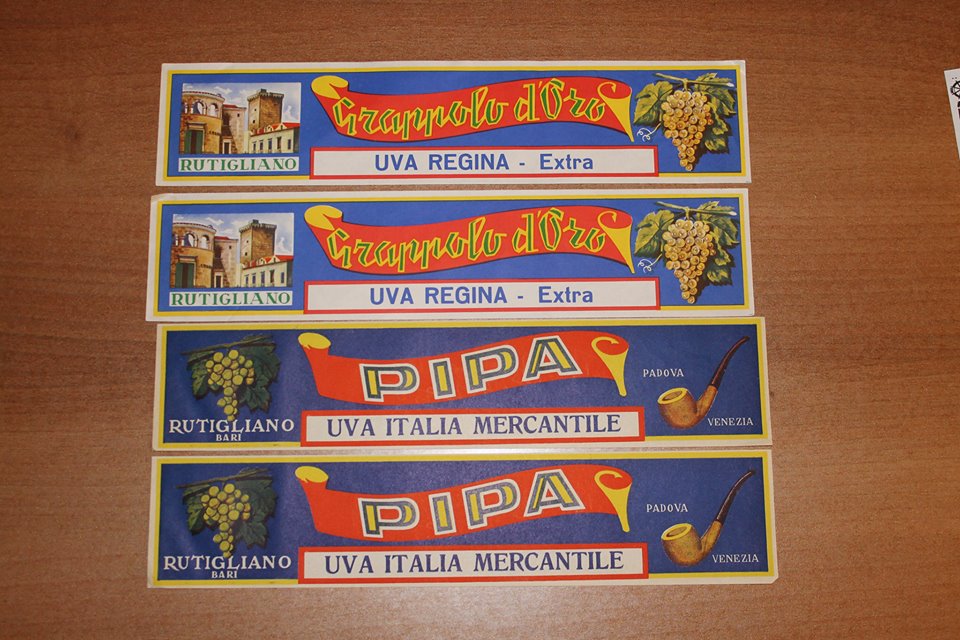 Grappolo d'Oro
UVA REGINA - Extra
RUTIGLIANO
Grappolo d'Oro
UVA REGINA - Extra
RUTIGLIANO
PIPA
PADOVA
RUTIGLIANO
BARI
UVA ITALIA MERCANTILE
VENEZIA
PIPA
PADOVA
RUTIGLIANO
BARI
UVA ITALIA MERCANTILE
VENEZIA